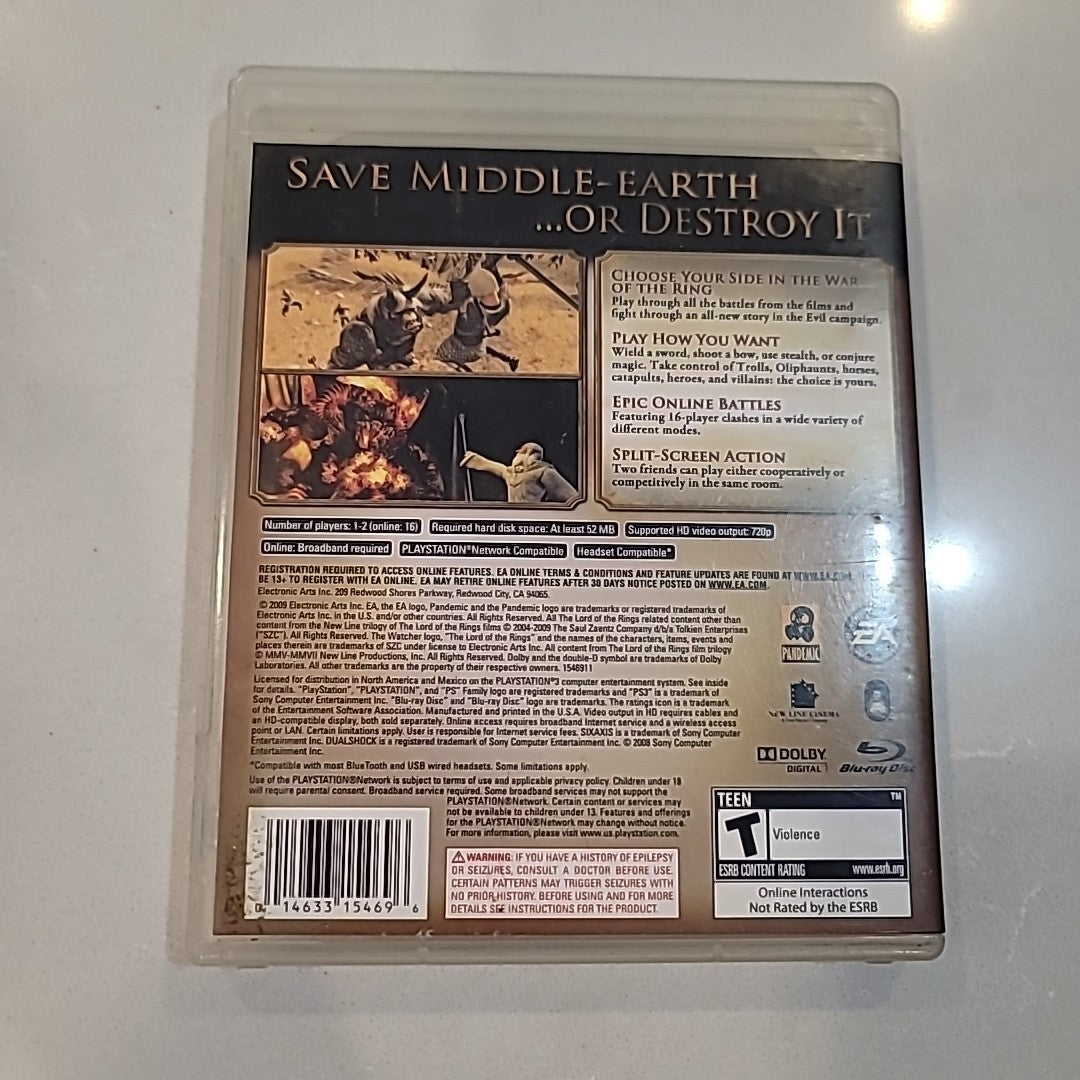 SAVE MIDDLE-EARTH
...OR DESTROY IT
CHOOSE YOUR SIDE IN THE WAR
OF THE RING
Play through all the battles from the films and
fight through an all-new story in the Evil campaign.
PLAY HOW YOU WANT
Wield a sword, shoot a bow, use stealth, or conjure
magic. Take control of Trolls, Oliphaunts, horses,
catapults, heroes, and villains: the choice is yours.
EPIC ONLINE BATTLES
Featuring 16-player clashes in a wide variety of
different modes.
SPLIT-SCREEN ACTION
Two friends can play either cooperatively or
competitively in the same room.
Number of players: 1-2 (online: 16) Required hard disk space: At least 52 MB Supported HD video output: 720p
Online: Broadband required PLAYSTATION®Network Compatible Headset Compatible*
REGISTRATION REQUIRED TO ACCESS ONLINE FEATURES. EA ONLINE TERMS & CONDITIONS AND FEATURE UPDATES ARE FOUND AT WWW.EA.COM.
BE 13+ TO REGISTER WITH EA ONLINE. EA MAY RETIRE ONLINE FEATURES AFTER 30 DAYS NOTICE POSTED ON WWW.EA.COM.
Electronic Arts Inc. 209 Redwood Shores Parkway, Redwood City, CA 94065.
© 2009 Electronic Arts Inc. EA, the EA logo, Pandemic and the Pandemic logo are trademarks or registered trademarks of
Electronic Arts Inc. in the U.S. and/or other countries. All Rights Reserved. All The Lord of the Rings related content other than
content from the New Line trilogy of The Lord of the Rings films © 2004-2009 The Saul Zaentz Company d/b/a Tolkien Enterprises
("SZC"). All Rights Reserved. The Watcher logo, "The Lord of the Rings" and the names of the characters, items, events and
places therein are trademarks of SZC under license to Electronic Arts Inc. All content from The Lord of the Rings film trilogy
© MMV-MMVII New Line Productions, Inc. All Rights Reserved. Dolby and the double-D symbol are trademarks of Dolby
Laboratories. All other trademarks are the property of their respective owners. 1546911
Licensed for distribution in North America and Mexico on the PLAYSTATION®3 computer entertainment system. See inside
for details. "PlayStation", "PLAYSTATION", and "PS" Family logo are registered trademarks and "PS3" is a trademark of
Sony Computer Entertainment Inc. "Blu-ray Disc" and "Blu-ray Disc" logo are trademarks. The ratings icon is a trademark
of the Entertainment Software Association. Manufactured and printed in the U.S.A. Video output in HD requires cables and
an HD-compatible display, both sold separately. Online access requires broadband Internet service and a wireless access
point or LAN. Certain limitations apply. User is responsible for Internet service fees. SIXAXIS is a trademark of Sony Computer
Entertainment Inc. DUALSHOCK is a registered trademark of Sony Computer Entertainment Inc. © 2008 Sony Computer
Entertainment Inc.
*Compatible with most BlueTooth and USB wired headsets. Some limitations apply.
Use of the PLAYSTATION®Network is subject to terms of use and applicable privacy policy. Children under 18
will require parental consent. Broadband service required. Some broadband services may not support the
PLAYSTATION®Network. Certain content or services may
not be available to children under 13. Features and offerings
for the PLAYSTATION®Network may change without notice.
For more information, please visit www.us.playstation.com.
PANDEMIC
EA
NEW LINE CINEMA
DOLBY
DIGITAL
Blu-ray Disc
0 14633 15469 6
WARNING: IF YOU HAVE A HISTORY OF EPILEPSY
OR SEIZURES, CONSULT A DOCTOR BEFORE USE.
CERTAIN PATTERNS MAY TRIGGER SEIZURES WITH
NO PRIOR HISTORY. BEFORE USING AND FOR MORE
DETAILS SEE INSTRUCTIONS FOR THE PRODUCT.
TEEN TM
T Violence
ESRB CONTENT RATING www.esrb.org
Online Interactions
Not Rated by the ESRB